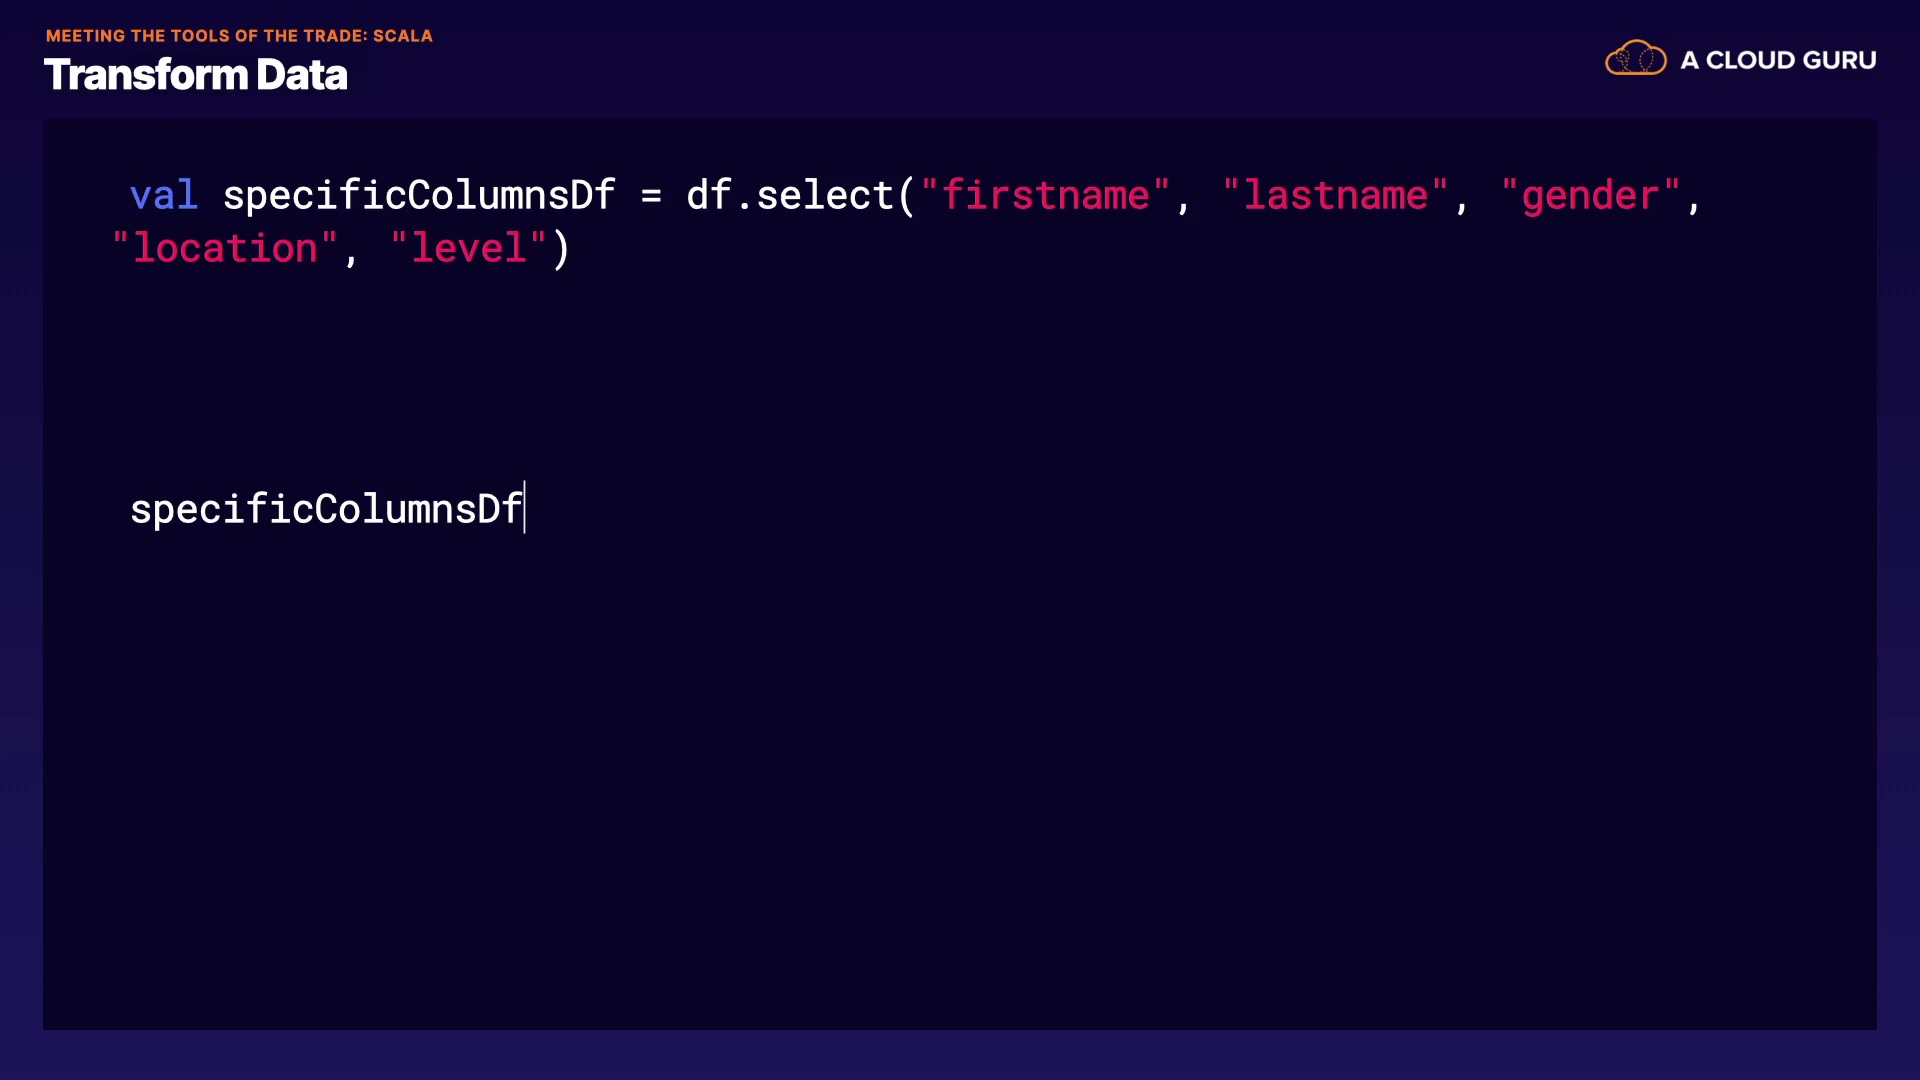 MEETING THE TOOLS OF THE TRADE: SCALA
Transform Data
A CLOUD GURU
val specificColumnsDf = df.select("firstname", "lastname", "gender",
"location", "level")
specificColumnsDf